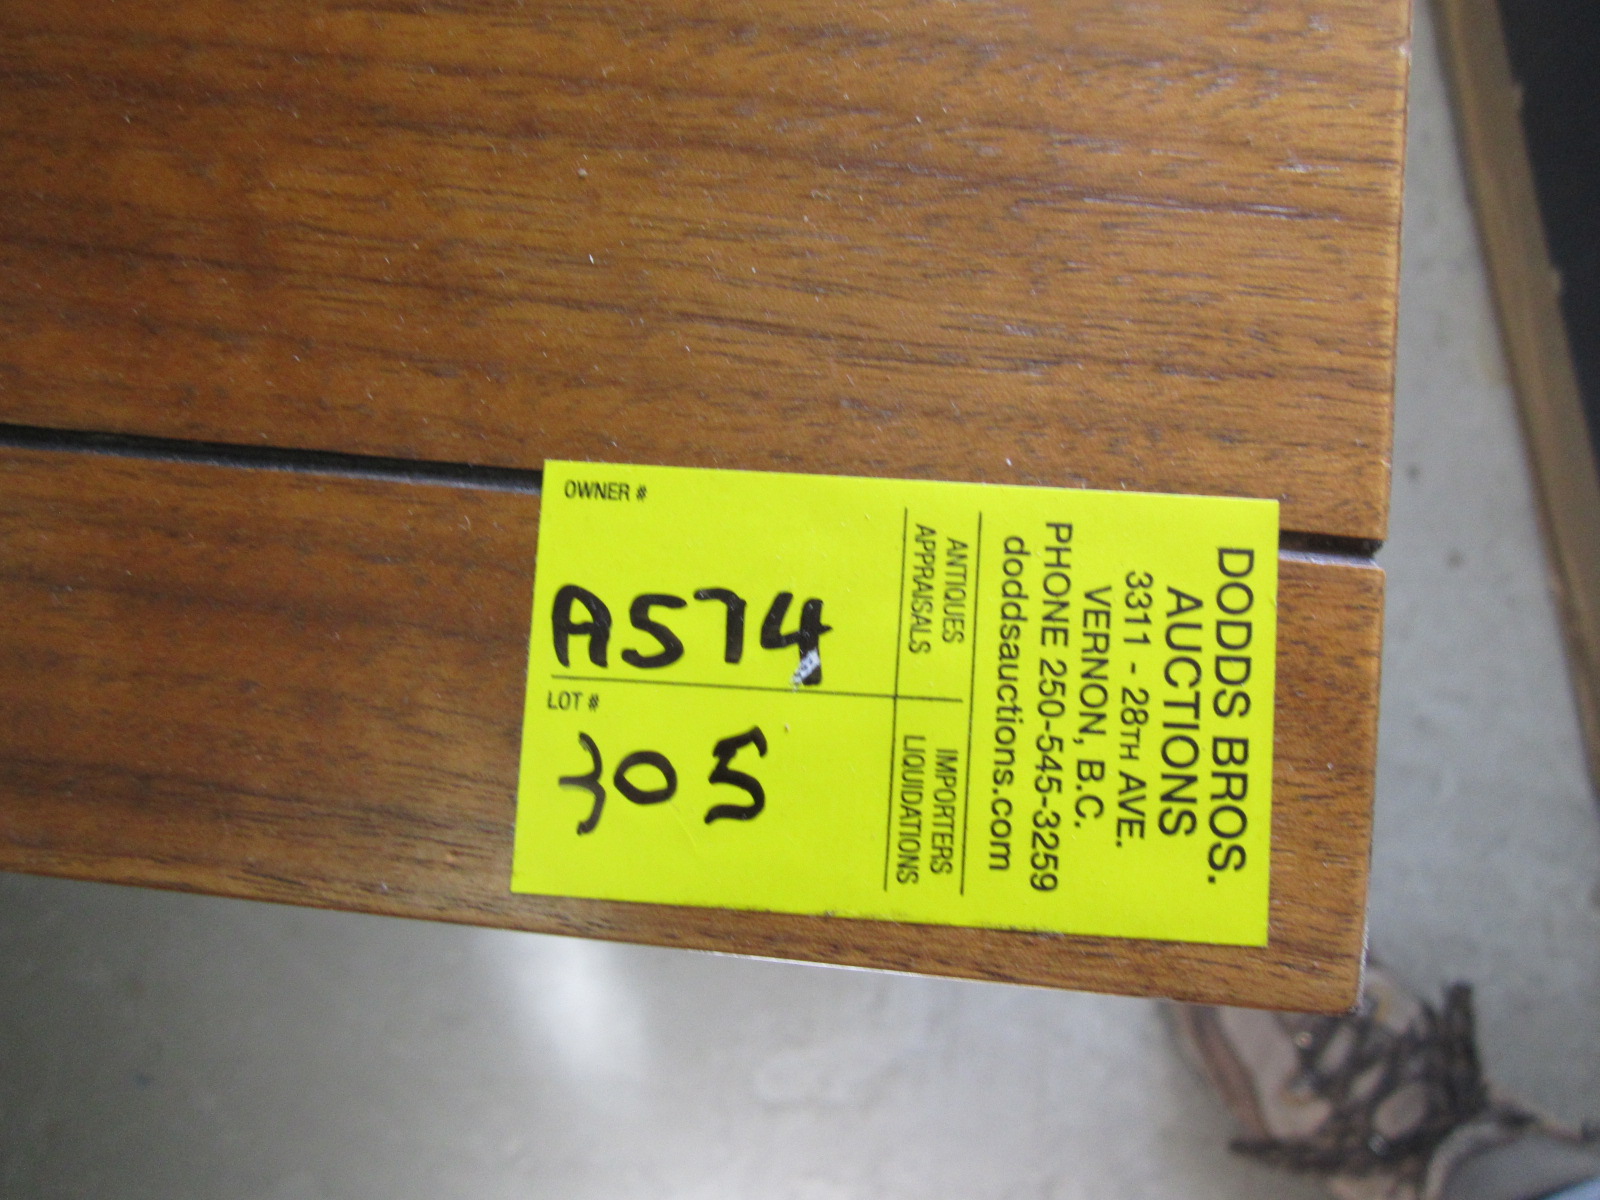 DODDS BROS.
AUCTIONS
3311 - 28TH AVE.
VERNON, B.C.
PHONE 250-545-3259
doddsauctions.com
ANTIQUES
APPRAISALS
IMPORTERS
LIQUIDATIONS
OWNER #
A574
LOT #
305